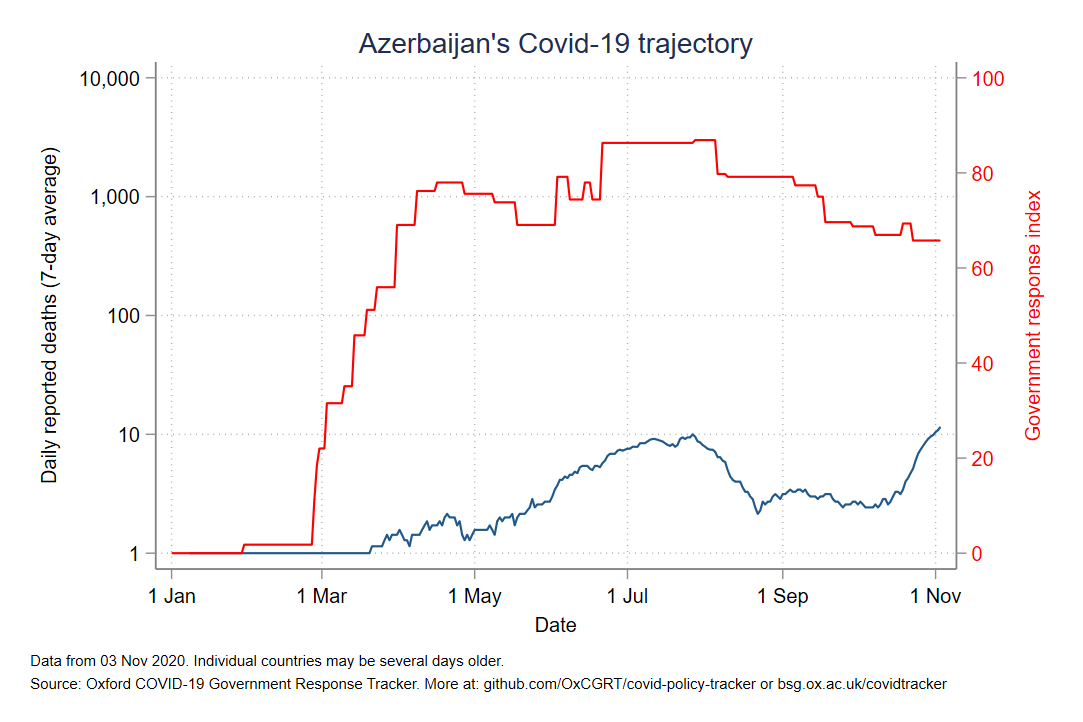 Azerbaijan's Covid-19 trajectory
Daily reported deaths (7-day average)
10,000
1,000
100
10
1
100
80
60
40
20
0
Government response index
1 Jan
1 Mar
1 May
1 Jul
1 Sep
1 Nov
Date
Data from 03 Nov 2020. Individual countries may be several days older.
Source: Oxford COVID-19 Government Response Tracker. More at: github.com/OxCGRT/covid-policy-tracker or bsg.ox.ac.uk/covidtracker